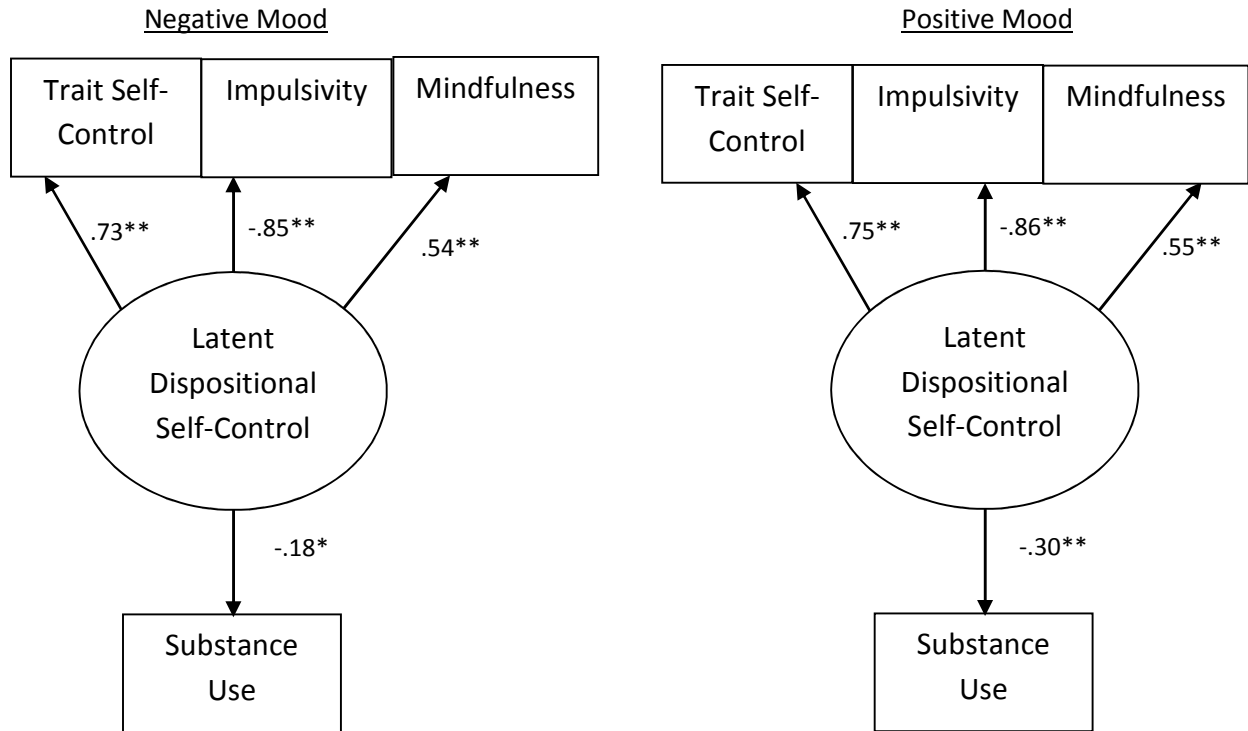 Negative Mood
Trait Self-
Control
Impulsivity
Mindfulness
.73**
-.85**
.54**
Latent
Dispositional
Self-Control
-.18*
Substance
Use
Positive Mood
Trait Self-
Control
Impulsivity
Mindfulness
.75**
-.86**
.55**
Latent
Dispositional
Self-Control
-.30**
Substance
Use